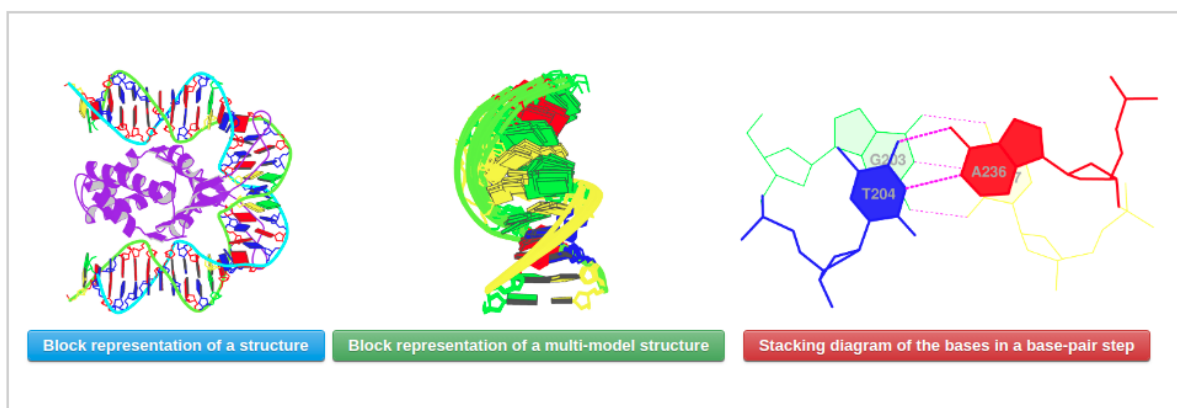 G203
A236
7
T204
Block representation of a structure
Block representation of a multi-model structure
Stacking diagram of the bases in a base-pair step